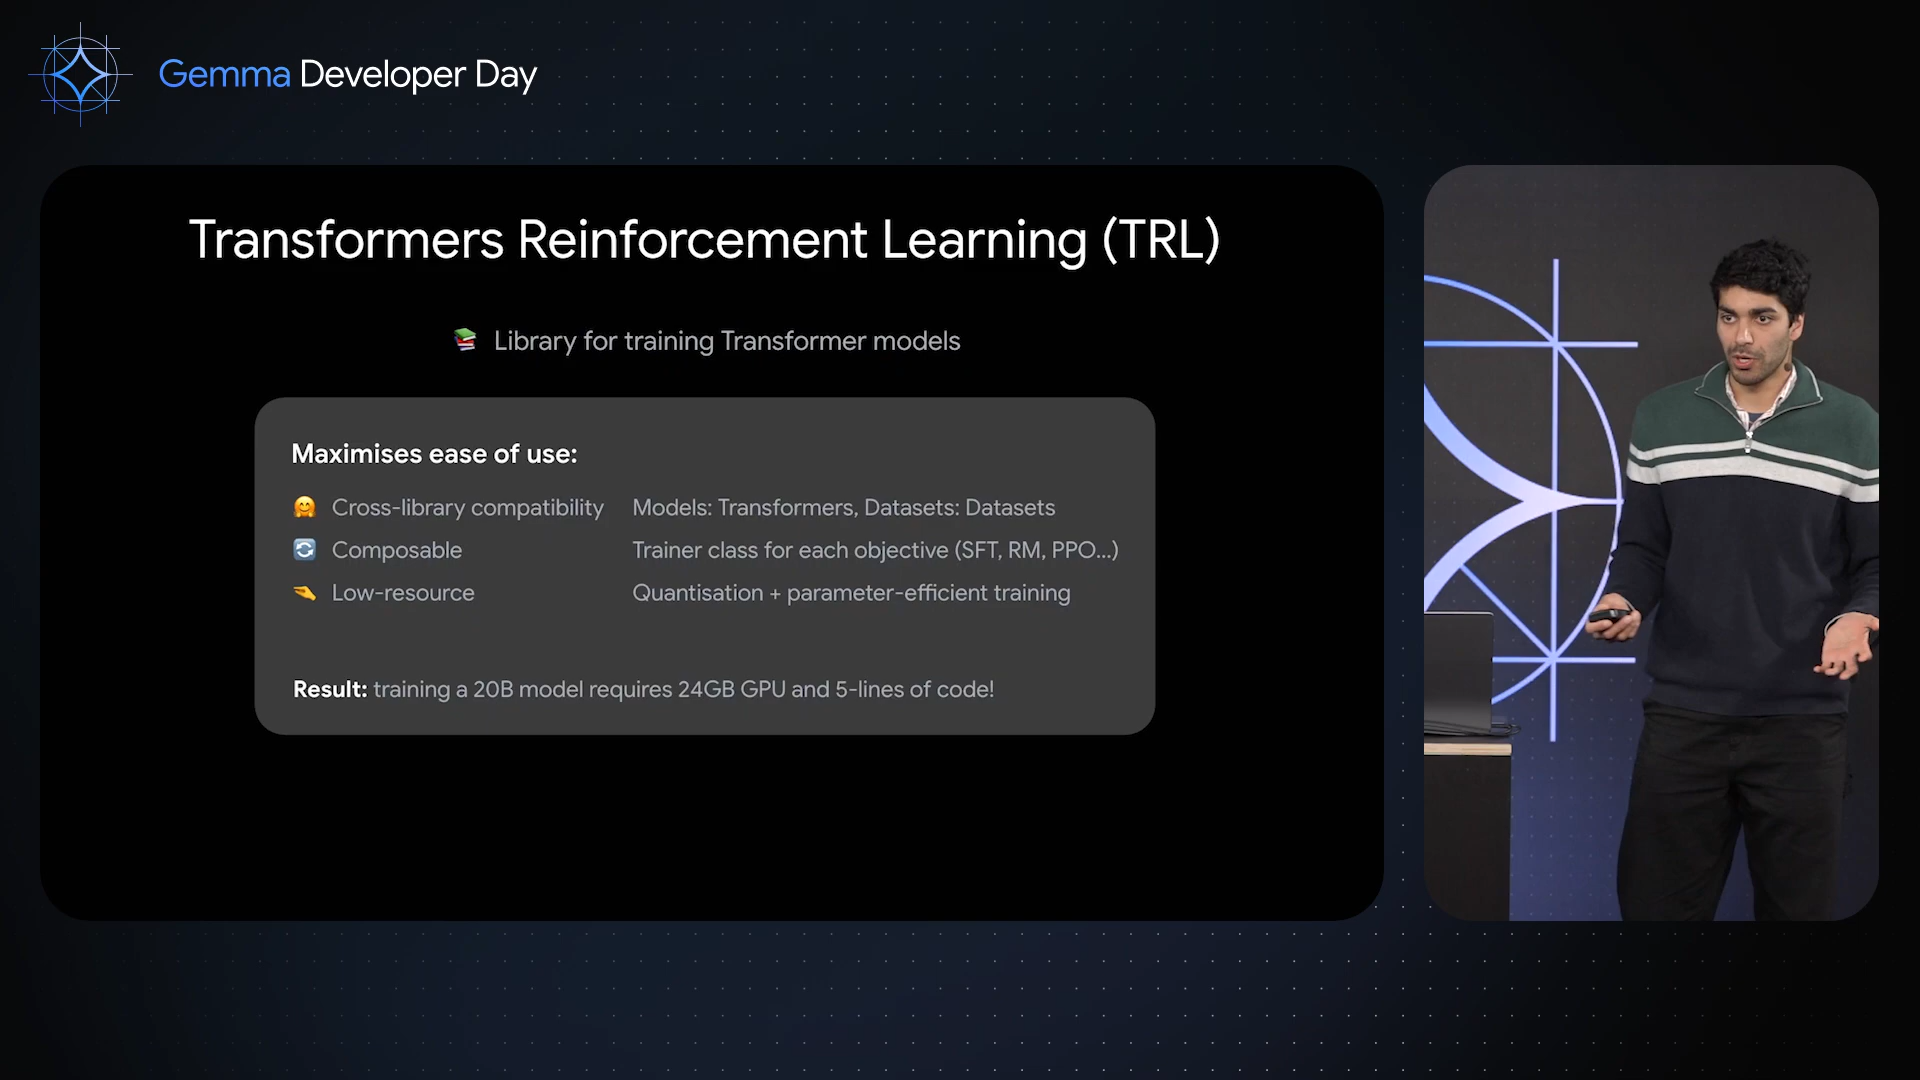 Gemma Developer Day
Transformers Reinforcement Learning (TRL)
Library for training Transformer models
Maximises ease of use:
Cross-library compatibility Models: Transformers, Datasets: Datasets
Composable Trainer class for each objective (SFT, RM, PPO...)
Low-resource Quantisation + parameter-efficient training
Result: training a 20B model requires 24GB GPU and 5-lines of code!